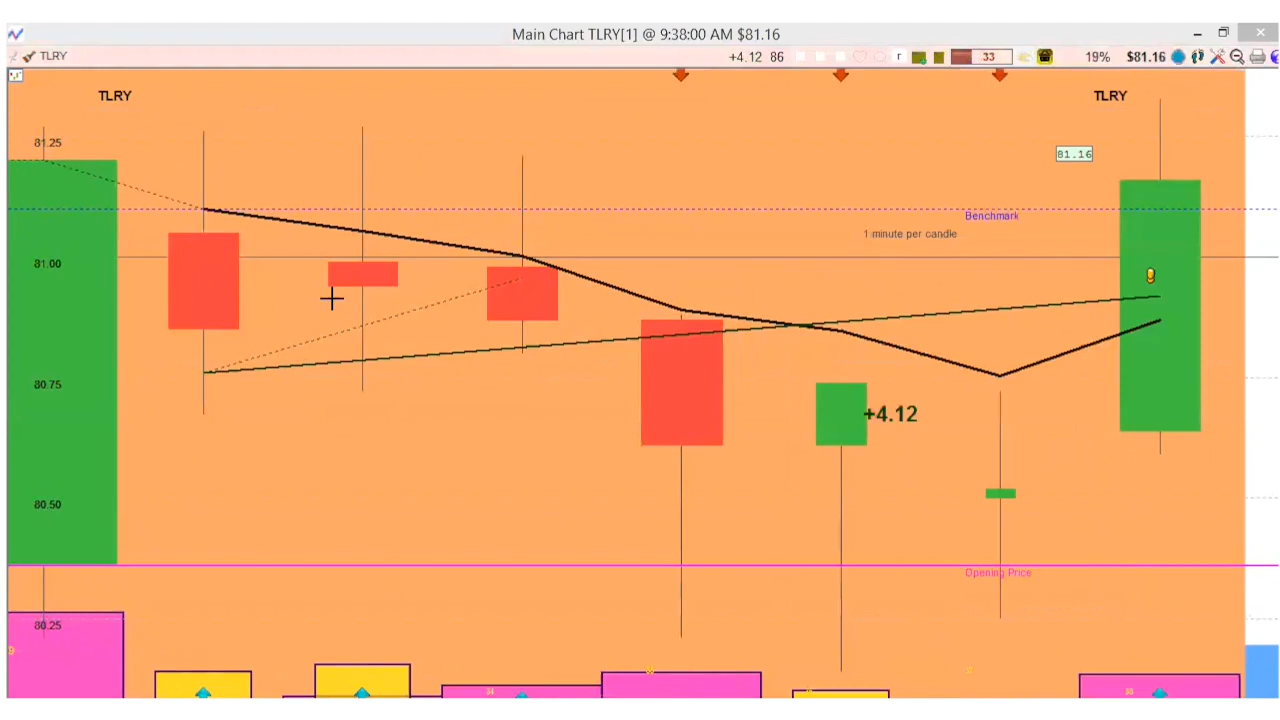 Main Chart TLRY[1] @ 9:38:00 AM $81.16
TLRY
+4.12 86
r
33
19%
$81.16
TLRY
TLRY
81.25
81.16
Benchmark
1 minute per candle
81.00
80.75
+4.12
80.50
Opening Price
80.25
9
34